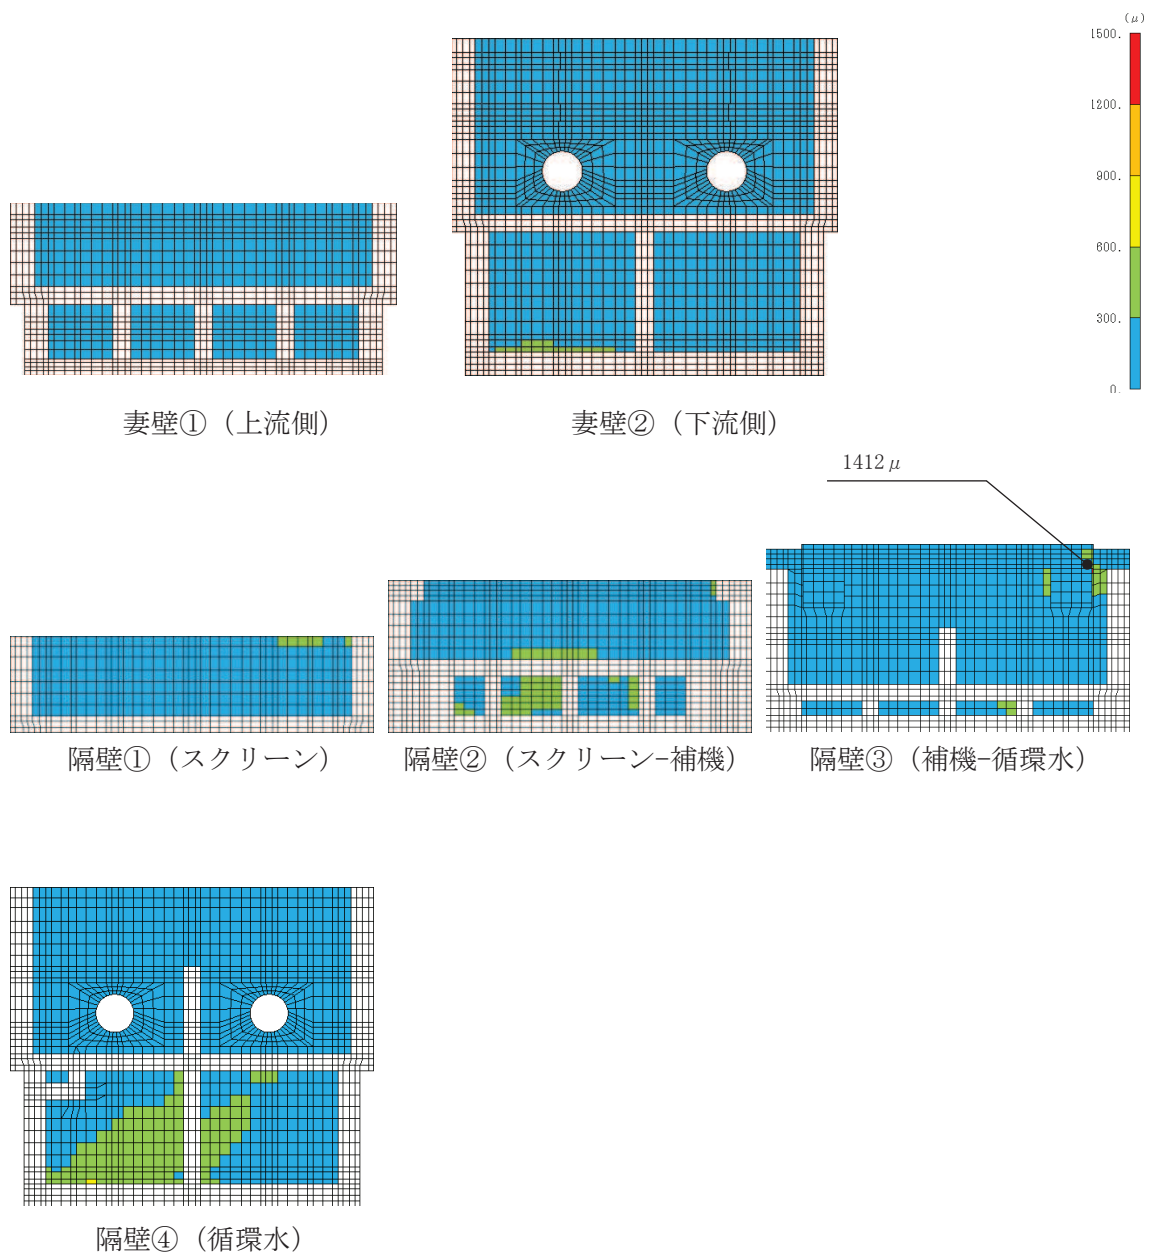 (μ)
1500.
1200.
900.
600.
300.
0.
妻壁①（上流側）
妻壁②（下流側）
1412μ
隔壁①（スクリーン）
隔壁②（スクリーン-補機）
隔壁③（補機-循環水）
隔壁④（循環水）